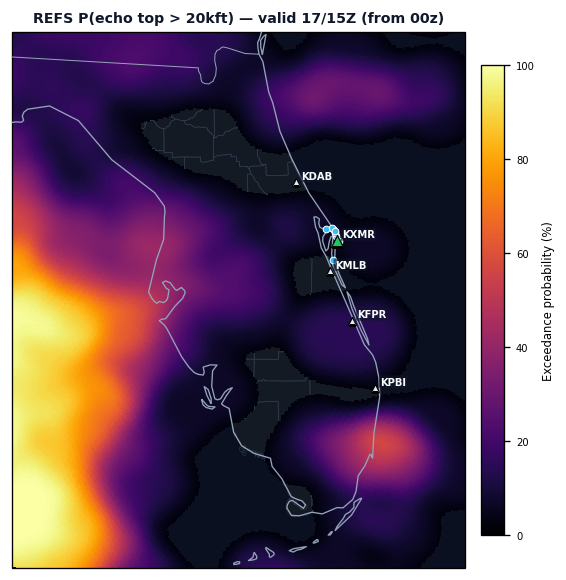 REFS P(echo top > 20kft) — valid 17/15Z (from 00z)
KDAB
KXMR
KMLB
KFPR
KPBI
100
80
60
40
20
0
Exceedance probability (%)